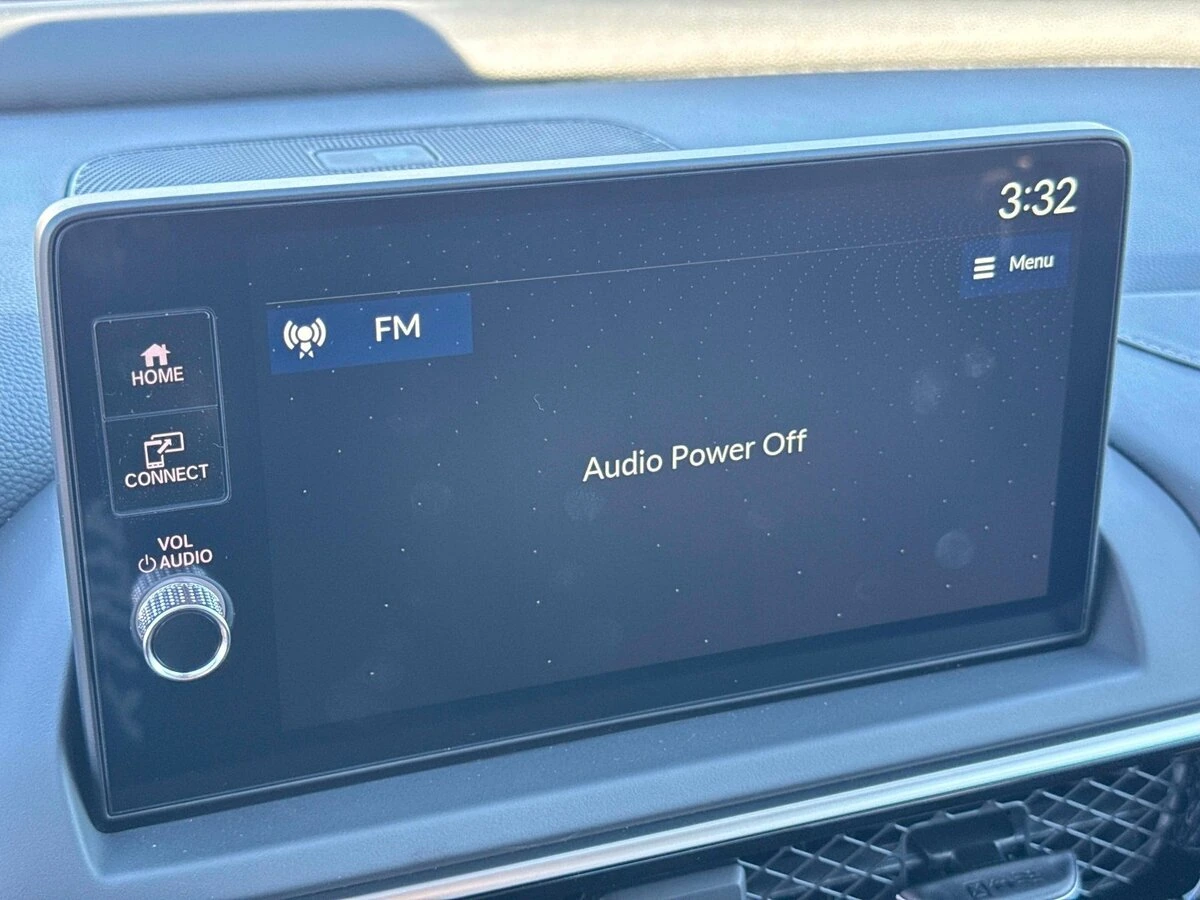 3:32
Menu
FM
HOME
Audio Power Off
CONNECT
VOL
AUDIO